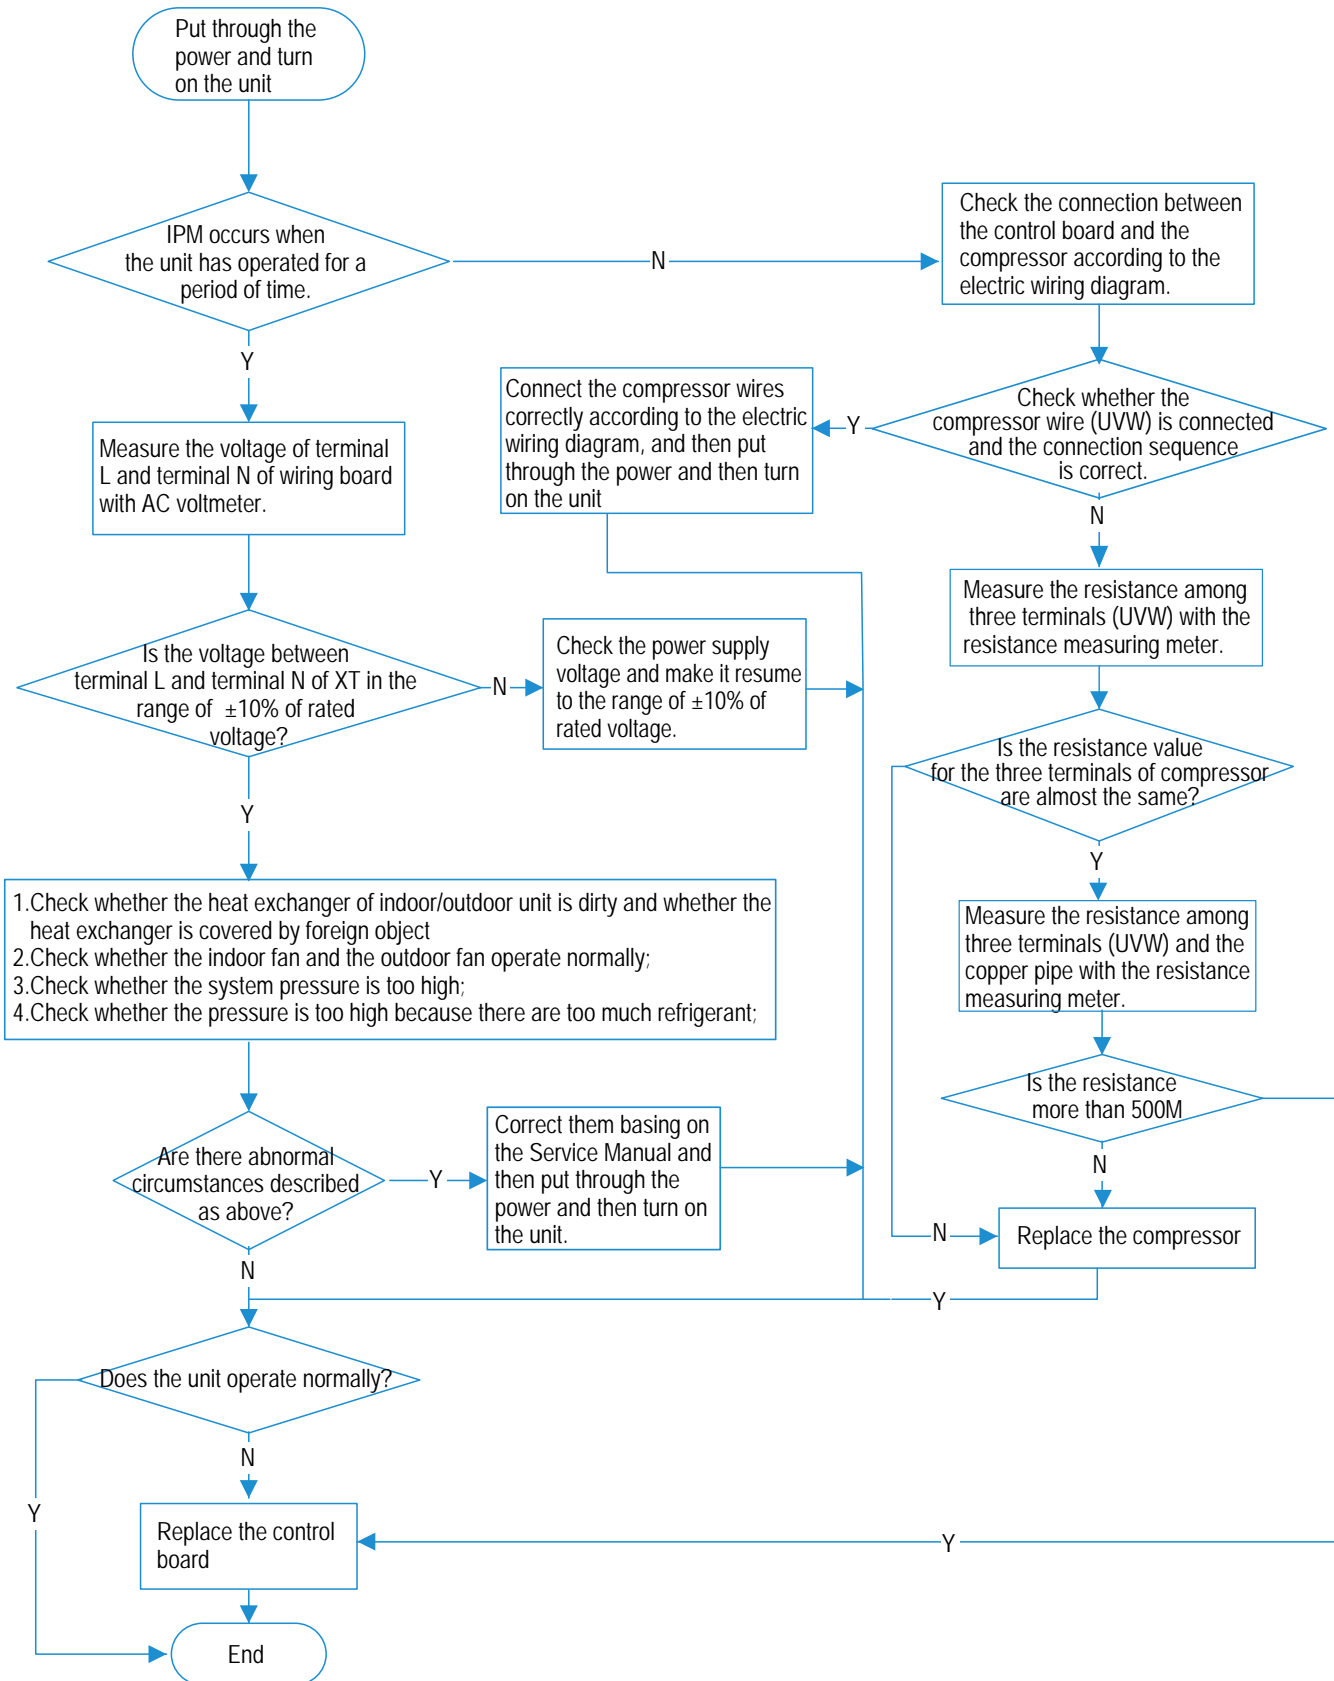 Put through the
power and turn
on the unit
IPM occurs when
the unit has operated for a
period of time.
N
Check the connection between
the control board and the
compressor according to the
electric wiring diagram.
Y
Connect the compressor wires
correctly according to the electric
wiring diagram, and then put
through the power and then turn
on the unit
Y
Check whether the
compressor wire (UVW) is connected
and the connection sequence
is correct.
Measure the voltage of terminal
L and terminal N of wiring board
with AC voltmeter.
N
Measure the resistance among
three terminals (UVW) with the
resistance measuring meter.
Is the voltage between
terminal L and terminal N of XT in the
range of ±10% of rated
voltage?
N
Check the power supply
voltage and make it resume
to the range of ±10% of
rated voltage.
Is the resistance value
for the three terminals of compressor
are almost the same?
Y
Y
1.Check whether the heat exchanger of indoor/outdoor unit is dirty and whether the
heat exchanger is covered by foreign object
2.Check whether the indoor fan and the outdoor fan operate normally;
3.Check whether the system pressure is too high;
4.Check whether the pressure is too high because there are too much refrigerant;
Measure the resistance among
three terminals (UVW) and the
copper pipe with the resistance
measuring meter.
Is the resistance
more than 500M
Are there abnormal
circumstances described
as above?
Y
Correct them basing on
the Service Manual and
then put through the
power and then turn on
the unit.
N
N
Replace the compressor
N
Y
Does the unit operate normally?
N
Y
Replace the control
board
Y
End